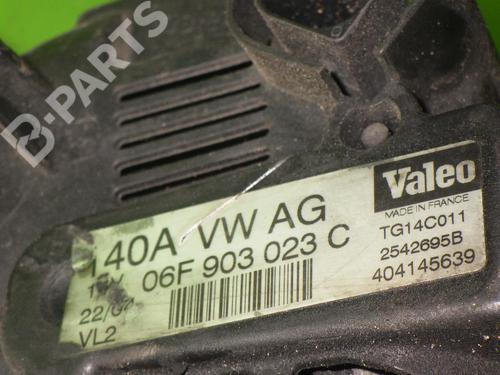 B-PARTS
Valeo
MADE IN FRANCE
TG14C011
2542695B
404145639
140A VW AG
06F 903 023 C
VL2